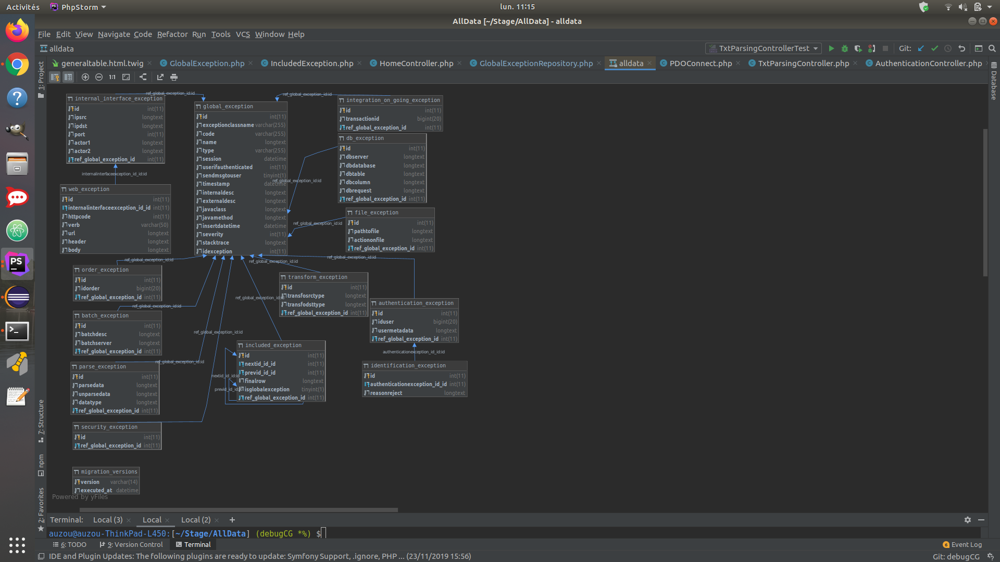 Activités PhpStorm lun. 11:15
AllData [~/Stage/AllData] - alldata
File Edit View Navigate Code Refactor Run Tools VCS Window Help
alldata TxtParsingControllerTest Git:
generaltable.html.twig GlobalException.php IncludedException.php HomeController.php GlobalExceptionRepository.php alldata PDOConnect.php TxtParsingController.php AuthenticationController.php
1:1
1: Project
7: Structure
npm
2: Favorites
Database
ref_global_exception_id:id
internal_interface_exception
id int(11)
ipsrc longtext
ipdst longtext
port int(11)
actor1 longtext
actor2 longtext
ref_global_exception_id int(11)
internalinterfaceexception_id_id:id
web_exception
id int(11)
internalinterfaceexception_id_id int(11)
httpcode int(11)
verb varchar(50)
url longtext
header longtext
body longtext
ref_global_exception_id:id
order_exception
id int(11)
idorder bigint(20)
ref_global_exception_id int(11)
ref_global_exception_id:id
batch_exception
id int(11)
batchdesc longtext
batchserver longtext
ref_global_exception_id int(11)
ref_global_exception_id:id
parse_exception
id int(11)
parsedata longtext
unparsedata longtext
datatype longtext
ref_global_exception_id int(11)
security_exception
id int(11)
ref_global_exception_id int(11)
migration_versions
version varchar(14)
executed_at datetime
Powered by yFiles
global_exception
id int(11)
exceptionclassname varchar(255)
code varchar(255)
name longtext
type varchar(255)
session datetime
userifauthenticated int(11)
sendmsgtouser tinyint(1)
timestamp datetime
internaldesc longtext
externaldesc longtext
javaclass longtext
javamethod longtext
insertdatetime datetime
severity int(11)
stacktrace longtext
idexception int(11)
ref_global_exception_id:id
ref_global_exception_id:id
ref_global_exception_id:id
ref_global_exception_id:id
ref_global_exception_id:id
ref_global_exception_id:id
ref_global_exception_id:id
integration_on_going_exception
id int(11)
transactionid bigint(20)
ref_global_exception_id int(11)
db_exception
id int(11)
dbserver longtext
dbdatabase longtext
dbtable longtext
dbcolumn longtext
dbrequest longtext
ref_global_exception_id int(11)
file_exception
id int(11)
pathtofile longtext
actiononfile longtext
ref_global_exception_id int(11)
transform_exception
id int(11)
transfosrctype longtext
transfodsttype longtext
ref_global_exception_id int(11)
authentication_exception
id int(11)
iduser bigint(20)
usermetadata longtext
ref_global_exception_id int(11)
authenticationexception_id_id:id
identification_exception
id int(11)
authenticationexception_id_id int(11)
reasonreject longtext
included_exception
id int(11)
nextid_id_id int(11)
previd_id_id int(11)
finalrow longtext
isglobalexception tinyint(1)
ref_global_exception_id int(11)
nextid_id_id:id
previd_id_id:id
Terminal: Local (3) Local Local (2) +
auzou@auzou-ThinkPad-L450:[~/Stage/AllData] (debugCG *%) $
6: TODO 9: Version Control Terminal 6 Event Log
IDE and Plugin Updates: The following plugins are ready to update: Symfony Support, .ignore, PHP ... (23/11/2019 15:56) Git: debugCG